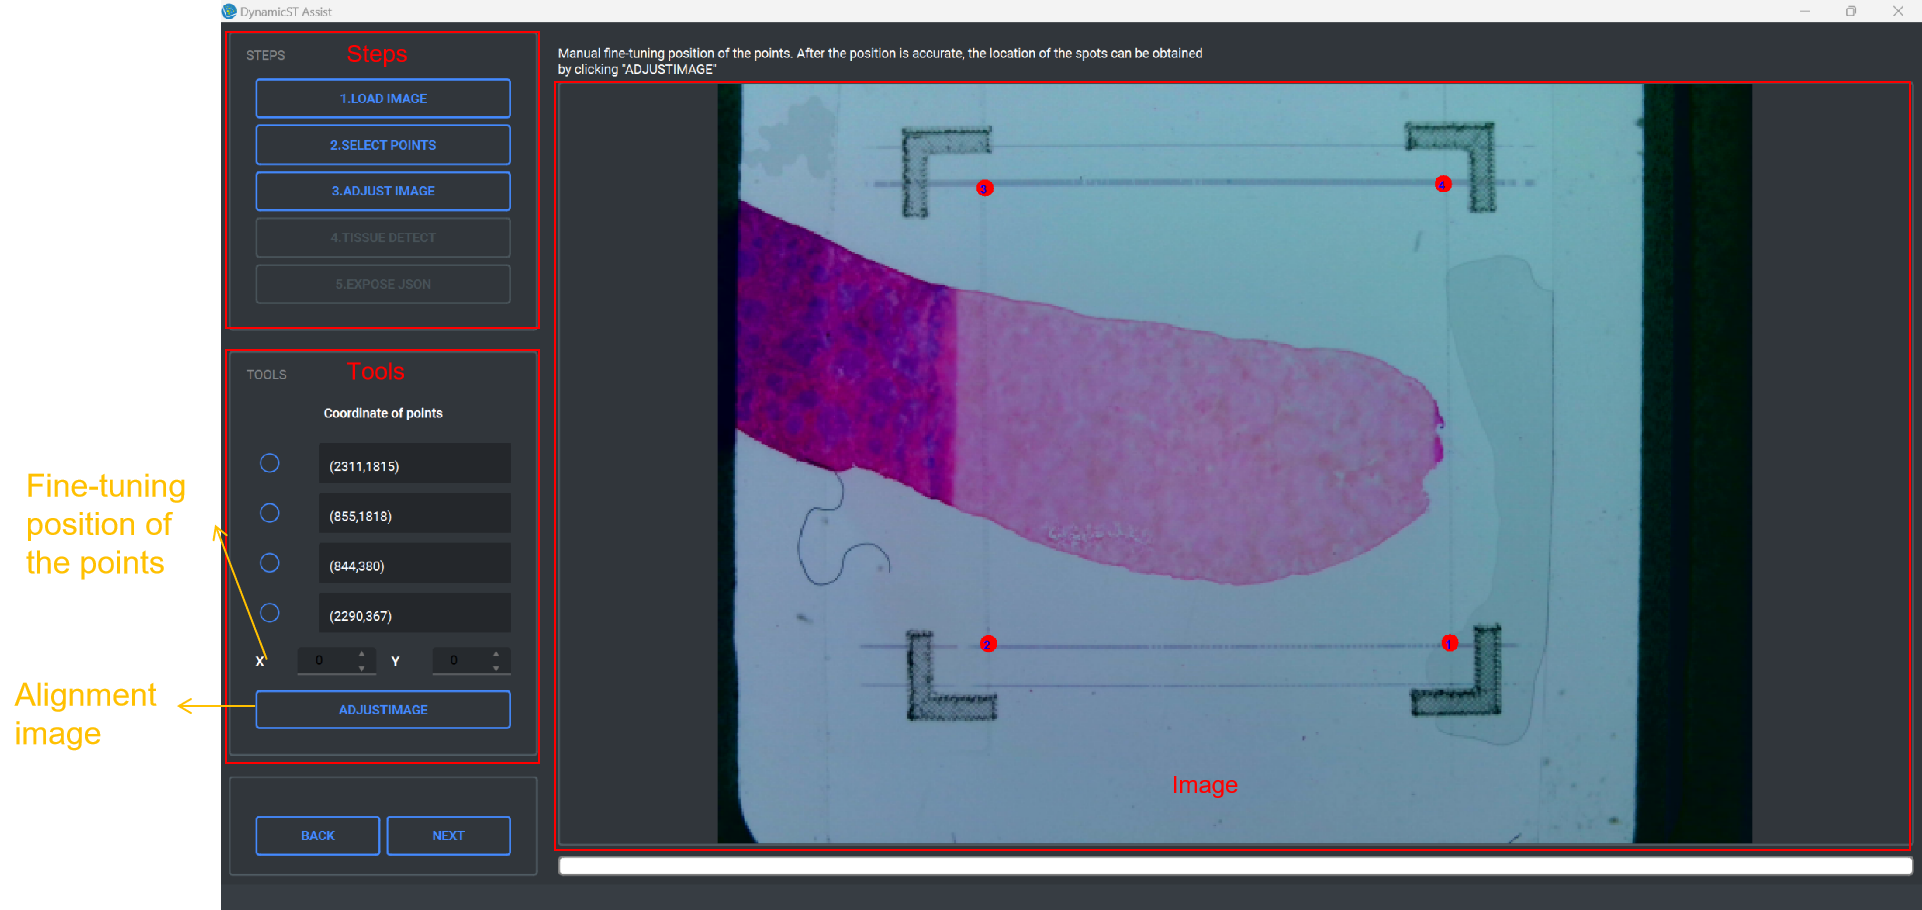 DynamicST Assist
STEPS
Steps
1.LOAD IMAGE
2.SELECT POINTS
3.ADJUST IMAGE
4.TISSUE DETECT
5.EXPOSE JSON
TOOLS
Tools
Coordinate of points
(2311,1815)
(855,1818)
(844,380)
(2290,367)
X 0 Y 0
ADJUSTIMAGE
BACK NEXT
Fine-tuning
position of
the points
Alignment
image
Manual fine-tuning position of the points. After the position is accurate, the location of the spots can be obtained
by clicking "ADJUSTIMAGE"
3
4
2
1
Image